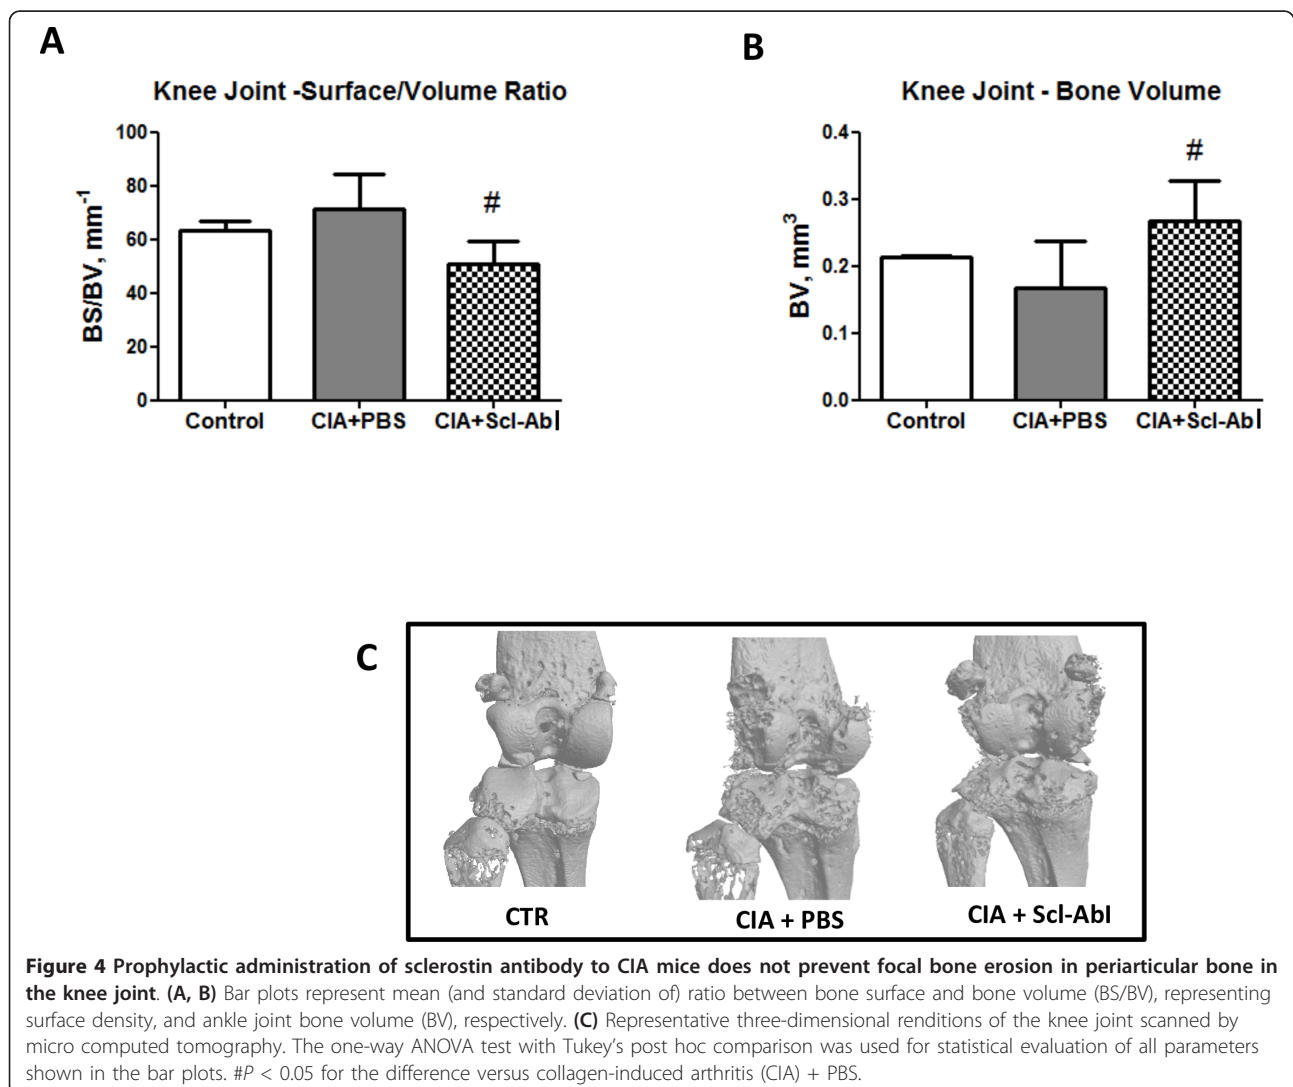 A
Knee Joint -Surface/Volume Ratio
BS/BV, mm-1
100
80
60
40
20
0
#
Control CIA+PBS CIA+Scl-AbI
B
Knee Joint - Bone Volume
BV, mm3
0.4
0.3
0.2
0.1
0.0
#
Control CIA+PBS CIA+Scl-AbI
C
CTR CIA + PBS CIA + Scl-AbI
Figure 4 Prophylactic administration of sclerostin antibody to CIA mice does not prevent focal bone erosion in periarticular bone in
the knee joint. (A, B) Bar plots represent mean (and standard deviation of) ratio between bone surface and bone volume (BS/BV), representing
surface density, and ankle joint bone volume (BV), respectively. (C) Representative three-dimensional renditions of the knee joint scanned by
micro computed tomography. The one-way ANOVA test with Tukey's post hoc comparison was used for statistical evaluation of all parameters
shown in the bar plots. #P < 0.05 for the difference versus collagen-induced arthritis (CIA) + PBS.